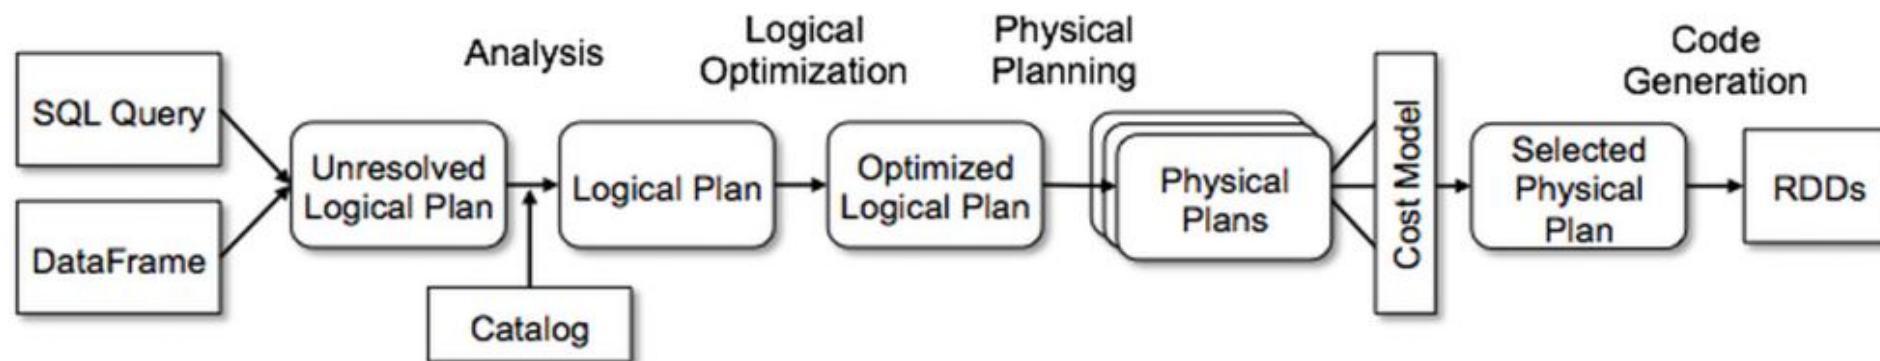 SQL Query
DataFrame
Unresolved
Logical Plan
Analysis
Catalog
Logical Plan
Logical
Optimization
Optimized
Logical Plan
Physical
Planning
Physical
Plans
Cost Model
Selected
Physical
Plan
Code
Generation
RDDs